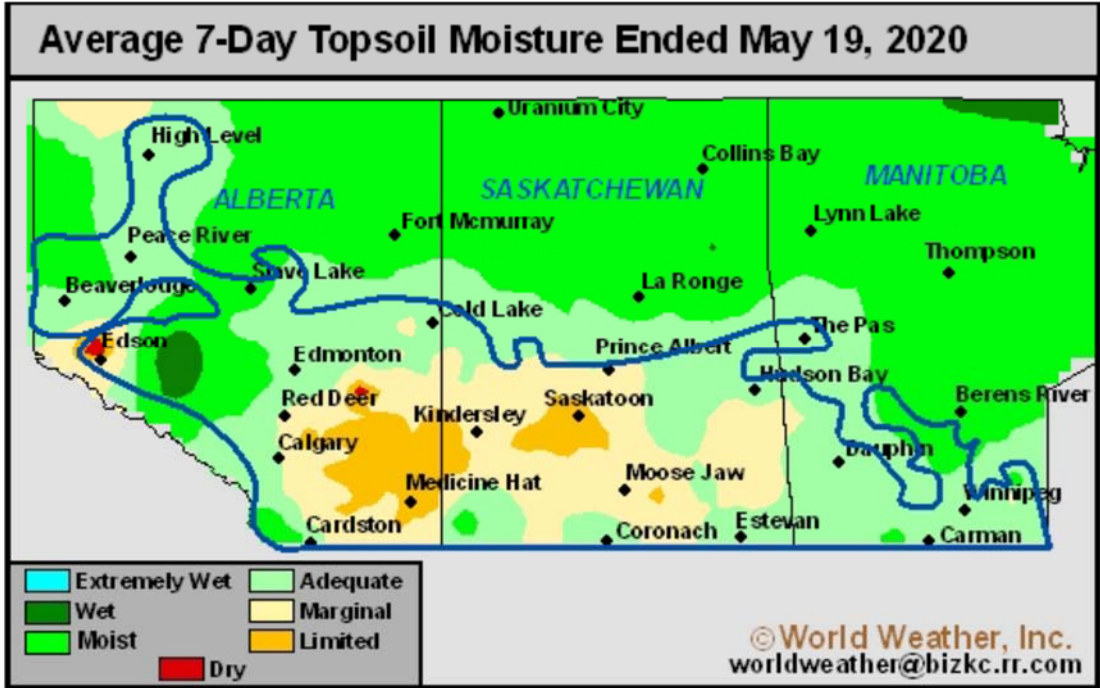 Average 7-Day Topsoil Moisture Ended May 19, 2020
Uranium City
High Level
Collins Bay
ALBERTA
SASKATCHEWAN
MANITOBA
Fort Mcmurray
Lynn Lake
Peace River
Thompson
Slave Lake
Beaverlodge
La Ronge
Cold Lake
The Pas
Edson
Edmonton
Prince Albert
Hudson Bay
Red Deer
Kindersley
Saskatoon
Berens River
Calgary
Dauphin
Medicine Hat
Moose Jaw
Winnipeg
Cardston
Coronach
Estevan
Carman
Extremely Wet
Adequate
Wet
Marginal
Moist
Limited
Dry
©World Weather, Inc.
worldweather@bizkc.rr.com